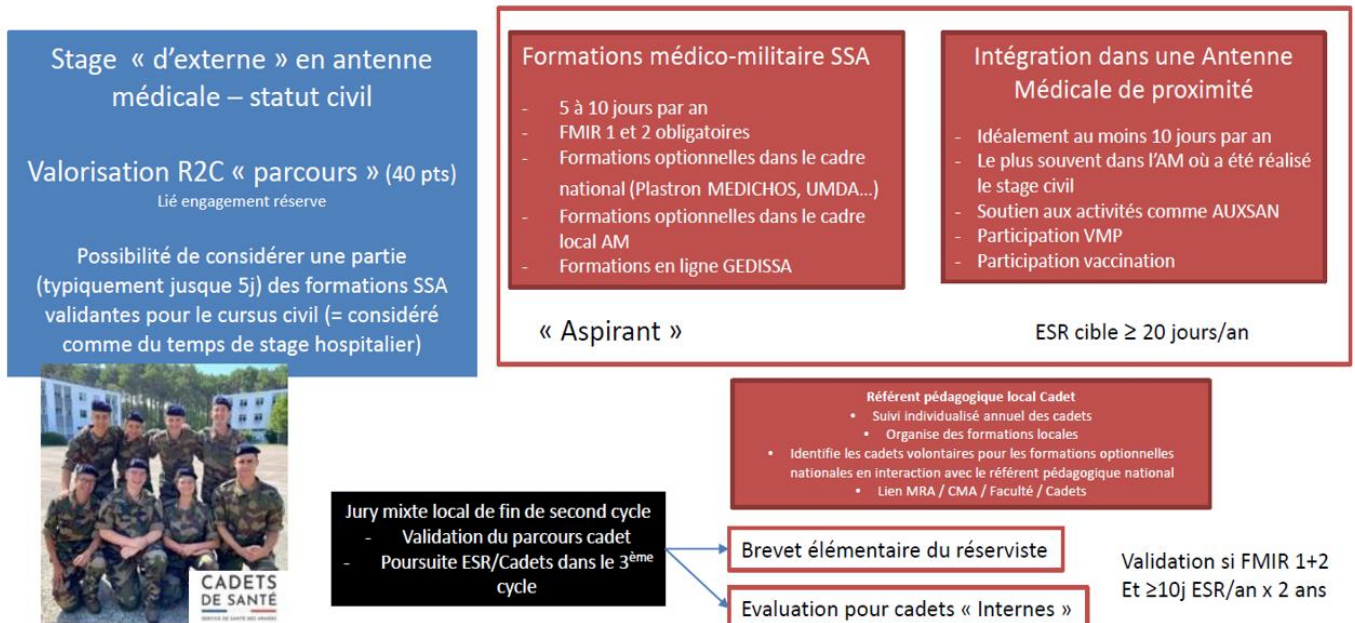 Stage « d'externe » en antenne
médicale – statut civil
Valorisation R2C « parcours » (40 pts)
Lié engagement réserve
Possibilité de considérer une partie
(typiquement jusque 5j) des formations SSA
validantes pour le cursus civil (= considéré
comme du temps de stage hospitalier)
Formations médico-militaire SSA
- 5 à 10 jours par an
- FMIR 1 et 2 obligatoires
- Formations optionnelles dans le cadre
national (Plastron MEDICHOS, UMDA...)
- Formations optionnelles dans le cadre
local AM
- Formations en ligne GEDISSA
Intégration dans une Antenne
Médicale de proximité
- Idéalement au moins 10 jours par an
- Le plus souvent dans l'AM où a été réalisé
le stage civil
- Soutien aux activités comme AUXSAN
- Participation VMP
- Participation vaccination
« Aspirant »
ESR cible ≥ 20 jours/an
Référent pédagogique local Cadet
• Suivi individualisé annuel des cadets
• Organise des formations locales
• Identifie les cadets volontaires pour les formations optionnelles
nationales en interaction avec le référent pédagogique national
• Lien MRA / CMA / Faculté / Cadets
CADETS
DE SANTÉ
SERVICE DE SANTÉ DES ARMÉES
Jury mixte local de fin de second cycle
- Validation du parcours cadet
- Poursuite ESR/Cadets dans le 3ème
cycle
Brevet élémentaire du réserviste
Evaluation pour cadets « Internes »
Validation si FMIR 1+2
Et ≥10j ESR/an x 2 ans